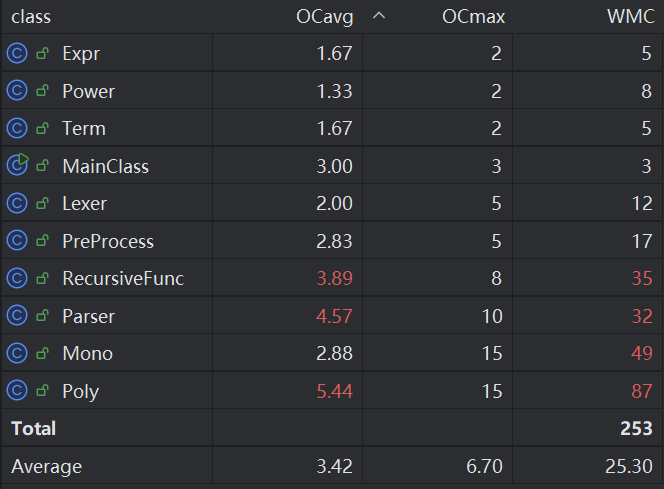 class OCavg OCmax WMC
C Expr 1.67 2 5
C Power 1.33 2 8
C Term 1.67 2 5
C MainClass 3.00 3 3
C Lexer 2.00 5 12
C PreProcess 2.83 5 17
C RecursiveFunc 3.89 8 35
C Parser 4.57 10 32
C Mono 2.88 15 49
C Poly 5.44 15 87
Total 253
Average 3.42 6.70 25.30